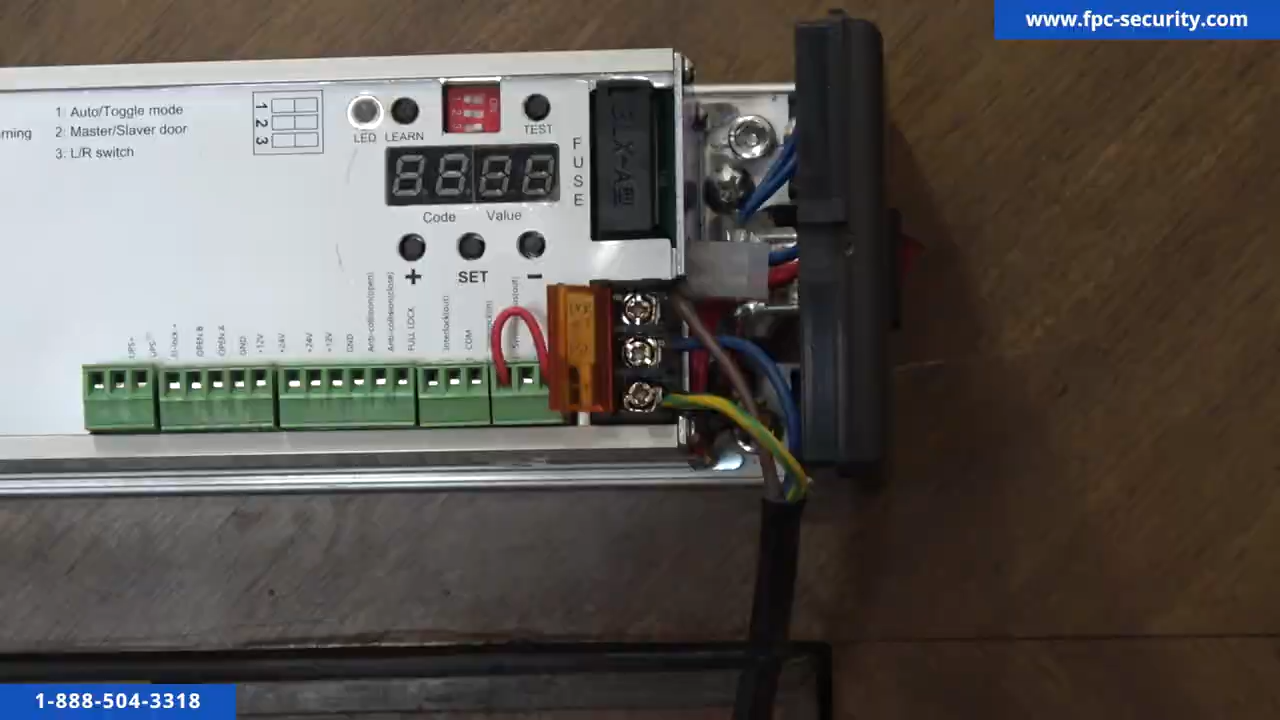 www.fpc-security.com
1: Auto/Toggle mode
2: Master/Slaver door
3: L/R switch
1
2
3
LED
LEARN
ON
TEST
FUSE
Code
Value
+
SET
-
UPS+
UPS-
OPEN B
OPEN A
GND
+12V
+24V
+24V
+12V
GND
Anti-collision(open)
Anti-collision(close)
FULL LOCK
Interlock(out)
COM
1-888-504-3318